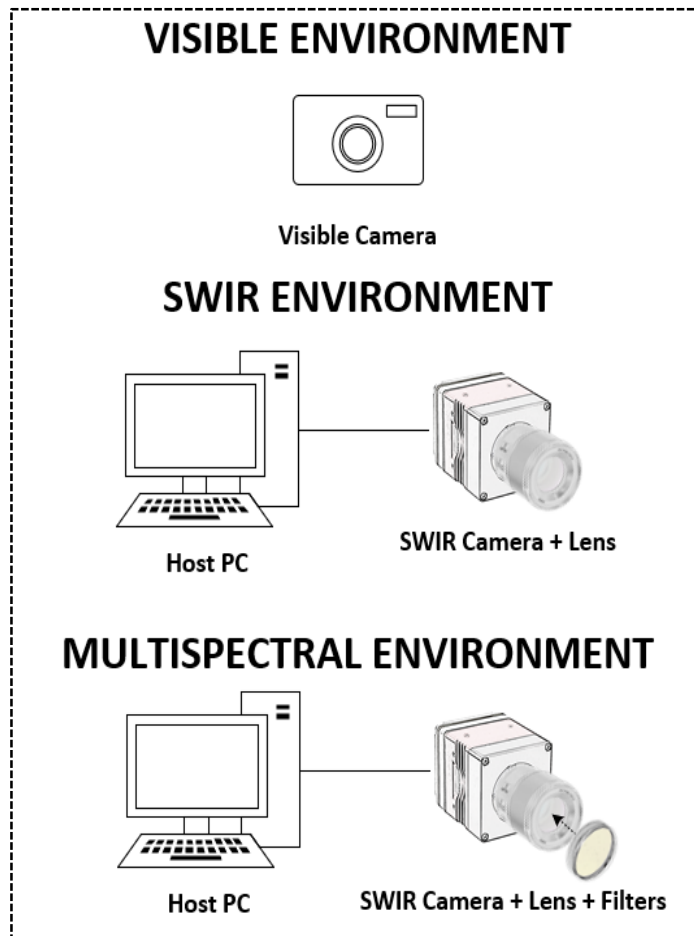 VISIBLE ENVIRONMENT
Visible Camera
SWIR ENVIRONMENT
Host PC
SWIR Camera + Lens
MULTISPECTRAL ENVIRONMENT
Host PC
SWIR Camera + Lens + Filters